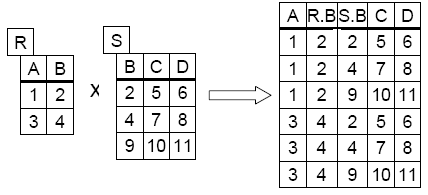 R
A B
1 2
3 4
X
S
B C D
2 5 6
4 7 8
9 10 11
A R.B S.B C D
1 2 2 5 6
1 2 4 7 8
1 2 9 10 11
3 4 2 5 6
3 4 4 7 8
3 4 9 10 11